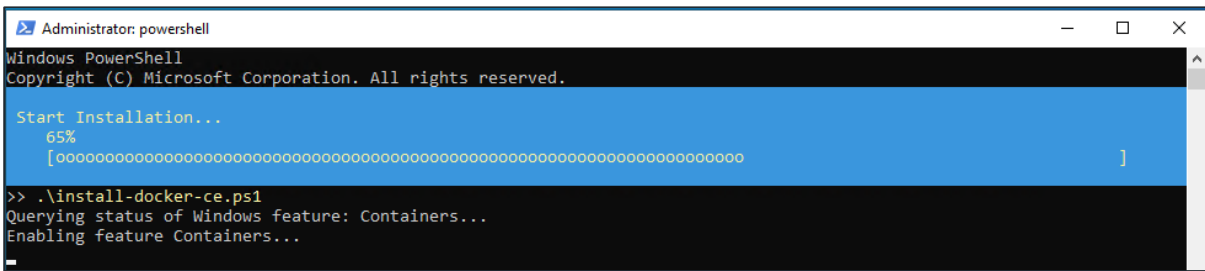 Administrator: powershell
Windows PowerShell
Copyright (C) Microsoft Corporation. All rights reserved.
Start Installation...
65%
[oooooooooooooooooooooooooooooooooooooooooooooooooooooooooooooooooooooo ]
>> .\install-docker-ce.ps1
Querying status of Windows feature: Containers...
Enabling feature Containers...